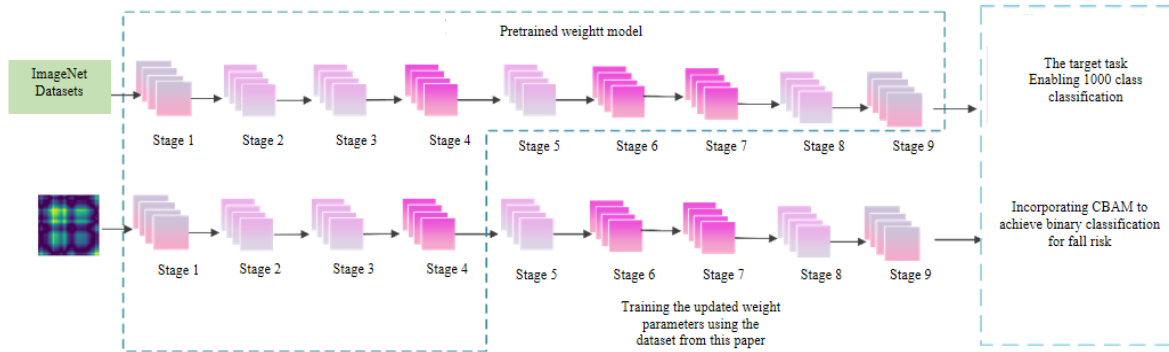 Pretrained weightt model
ImageNet
Datasets
Stage 1
Stage 2
Stage 3
Stage 4
Stage 5
Stage 6
Stage 7
Stage 8
Stage 9
The target task
Enabling 1000 class
classification
Stage 1
Stage 2
Stage 3
Stage 4
Stage 5
Stage 6
Stage 7
Stage 8
Stage 9
Incorporating CBAM to
achieve binary classification
for fall risk
Training the updated weight
parameters using the
dataset from this paper